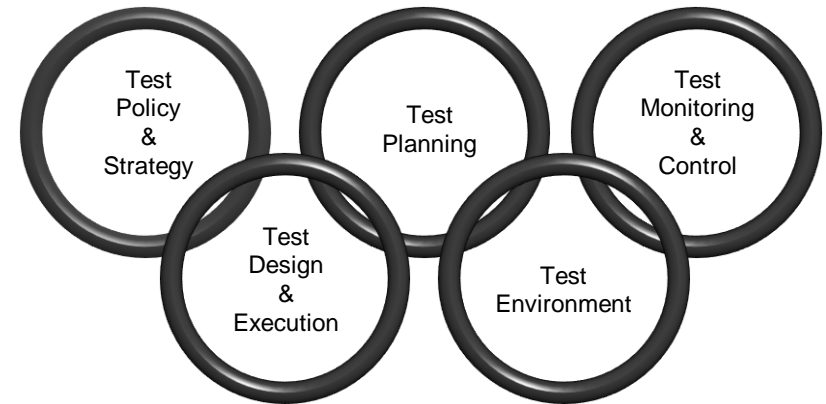 Test
Policy
&
Strategy
Test
Planning
Test
Monitoring
&
Control
Test
Design
&
Execution
Test
Environment